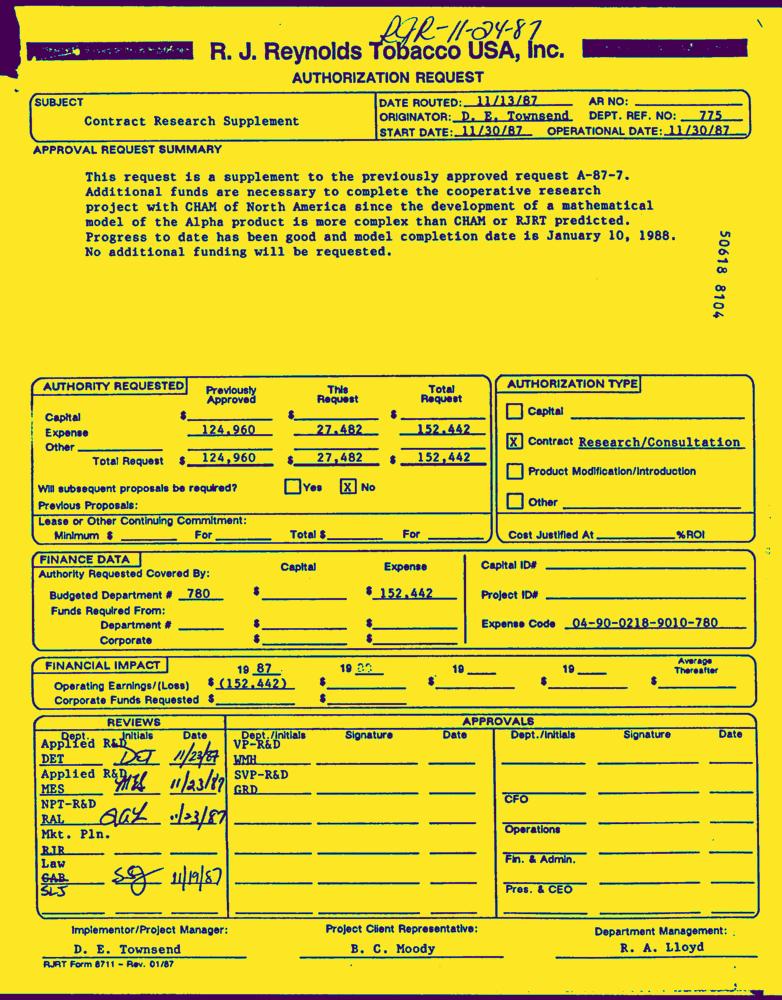 RJR-11-24-87
R. J. Reynolds Tobacco USA, Inc.
AUTHORIZATION REQUEST
SUBJECT
Contract Research Supplement
DATE ROUTED: 11/13/87 AR NO:
ORIGINATOR: D. E. Townsend DEPT. REF. NO: 775
START DATE: 11/30/87 OPERATIONAL DATE: 11/30/87
APPROVAL REQUEST SUMMARY
This request is a supplement to the previously approved request A-87-7.
Additional funds are necessary to complete the cooperative research
project with CHAM of North America since the development of a mathematical
model of the Alpha product is more complex than CHAM or RJRT predicted.
Progress to date has been good and model completion date is January 10, 1988.
No additional funding will be requested.
50618 8104
AUTHORITY REQUESTED
Previously Approved This Request Total Request
Capital $ $ $
Expense 124,960 27,482 152,442
Other
Total Request $ 124,960 $ 27,482 $ 152,442
Will subsequent proposals be required? Yes X No
Previous Proposals:
Lease or Other Continuing Commitment:
Minimum $ For Total $ For
AUTHORIZATION TYPE
Capital
X Contract Research/Consultation
Product Modification/Introduction
Other
Cost Justified At %ROI
FINANCE DATA
Authority Requested Covered By: Capital Expense
Budgeted Department # 780 $ $ 152,442
Funds Required From:
Department # $ $
Corporate $ $
Capital ID#
Project ID#
Expense Code 04-90-0218-9010-780
FINANCIAL IMPACT
19 87 19 19 19 Average Thereafter
Operating Earnings/(Loss) $ (152,442) $ $ $ $
Corporate Funds Required $ $
REVIEWS
Dept. Initials Date
Applied R&D
DET DET 11/23/87
Applied R&D
MES MES 11/23/87
NPT-R&D
RAL RAL 11/23/87
Mkt. Pln.
RJR
Law
GAB
SLJ 11/19/87
APPROVALS
Dept./Initials Signature Date Dept./Initials Signature Date
VP-R&D
WMH
SVP-R&D
GRD
CFO
Operations
Fin. & Admin.
Pres. & CEO
Implementor/Project Manager: Project Client Representative: Department Management:
D. E. Townsend B. C. Moody R. A. Lloyd
RJRT Form 6711 - Rev. 01/87